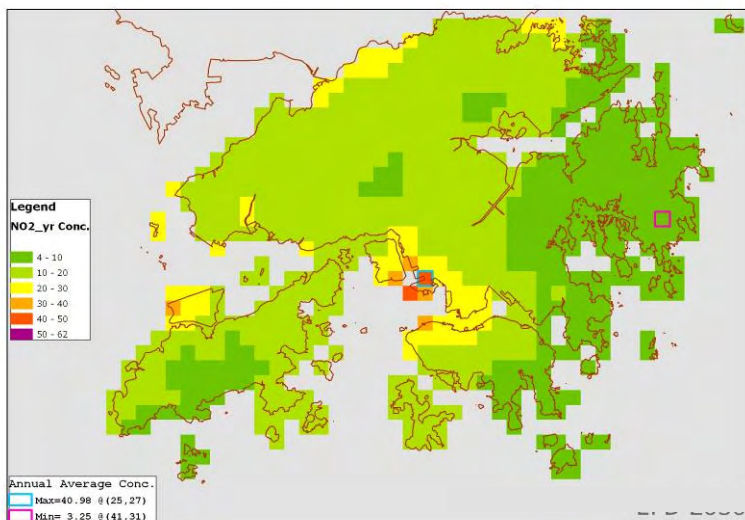 Legend
NO2_yr Conc.
4 - 10
10 - 20
20 - 30
30 - 40
40 - 50
50 - 62
Annual Average Conc.
Max=40.98 @(25,27)
Min= 3.25 @(41,31)